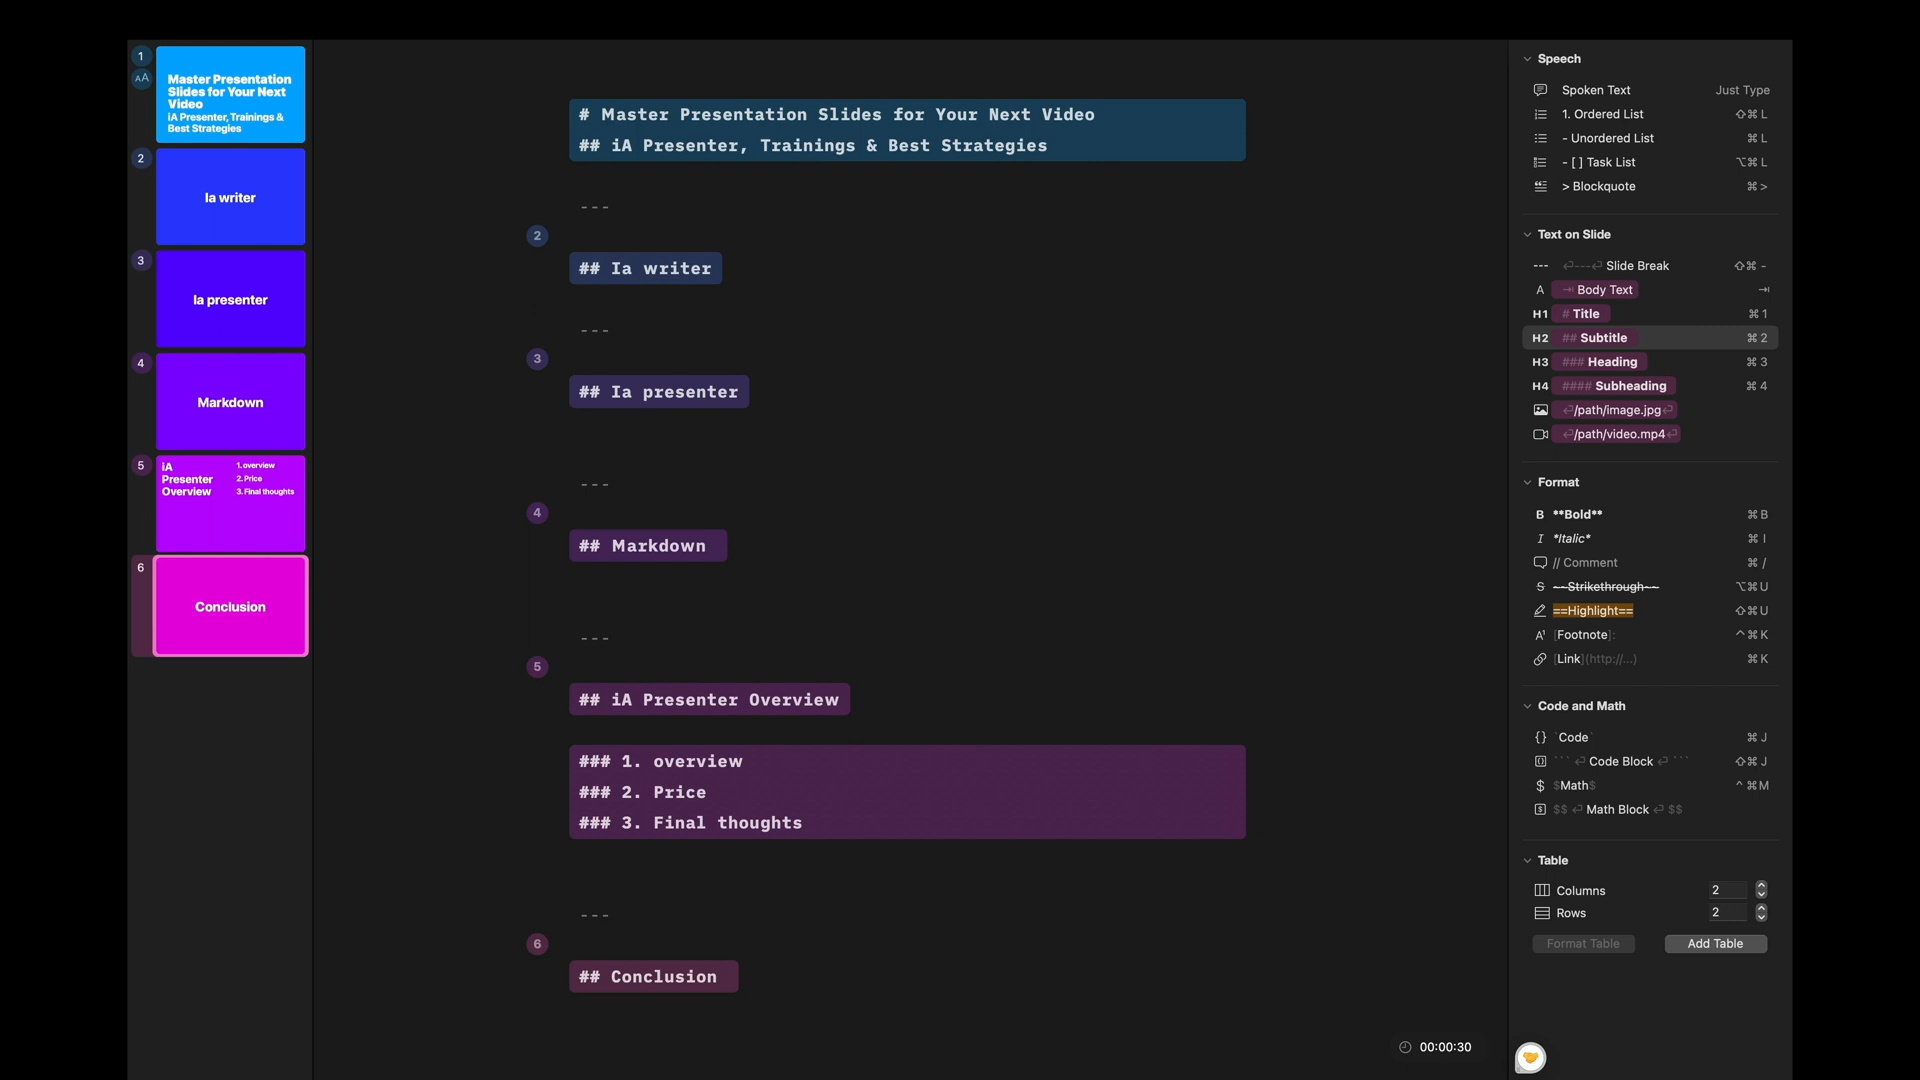 1
AA
Master Presentation
Slides for Your Next
Video
iA Presenter, Trainings &
Best Strategies
2
Ia writer
3
Ia presenter
4
Markdown
5
iA
Presenter
Overview
1. overview
2. Price
3. Final thoughts
6
Conclusion
# Master Presentation Slides for Your Next Video
## iA Presenter, Trainings & Best Strategies
---
2
## Ia writer
---
3
## Ia presenter
---
4
## Markdown
---
5
## iA Presenter Overview
### 1. overview
### 2. Price
### 3. Final thoughts
---
6
## Conclusion
00:00:30
Speech
Spoken Text Just Type
1. Ordered List ⇧⌘ L
- Unordered List ⌘ L
- [ ] Task List ⌥⌘ L
> Blockquote ⌘ >
Text on Slide
--- ⏎---⏎ Slide Break ⇧⌘ -
A ⇥ Body Text ⇥
H1 # Title ⌘ 1
H2 ## Subtitle ⌘ 2
H3 ### Heading ⌘ 3
H4 #### Subheading ⌘ 4
⏎/path/image.jpg⏎
⏎/path/video.mp4⏎
Format
B **Bold** ⌘ B
I *Italic* ⌘ I
// Comment ⌘ /
S ~~Strikethrough~~ ⌥⌘ U
==Highlight== ⇧⌘ U
A¹ [Footnote]: ^⌘ K
[Link](http://...) ⌘ K
Code and Math
{} `Code` ⌘ J
``` ⏎ Code Block ⏎ ``` ⇧⌘ J
$ $Math$ ^⌘ M
$$ ⏎ Math Block ⏎ $$
Table
Columns 2
Rows 2
Format Table Add Table